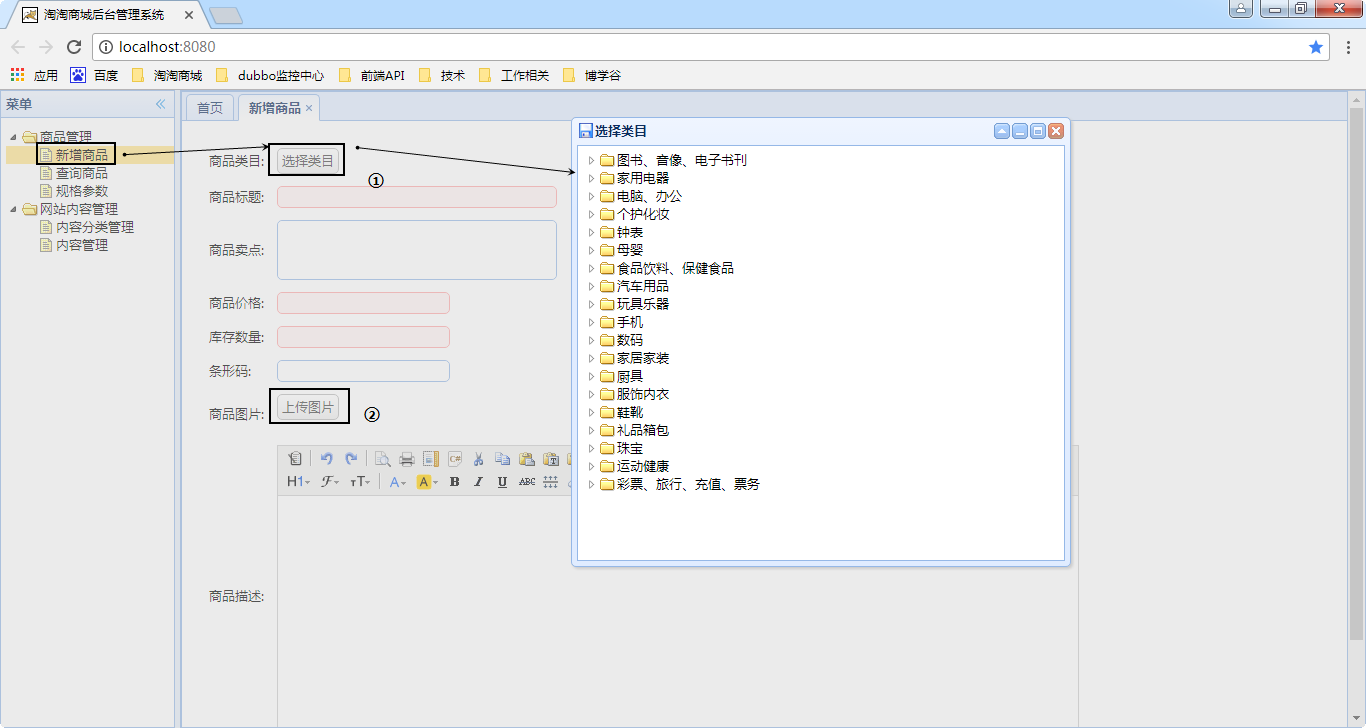 淘淘商城后台管理系统
localhost:8080
应用 百度 淘淘商城 dubbo监控中心 前端API 技术 工作相关 博学谷
菜单
商品管理
新增商品
查询商品
规格参数
网站内容管理
内容分类管理
内容管理
首页 新增商品
商品类目: 选择类目
①
商品标题:
商品卖点:
商品价格:
库存数量:
条形码:
商品图片: 上传图片
②
H1 F TT A A B I U ABC
商品描述:
选择类目
图书、音像、电子书刊
家用电器
电脑、办公
个护化妆
钟表
母婴
食品饮料、保健食品
汽车用品
玩具乐器
手机
数码
家居家装
厨具
服饰内衣
鞋靴
礼品箱包
珠宝
运动健康
彩票、旅行、充值、票务